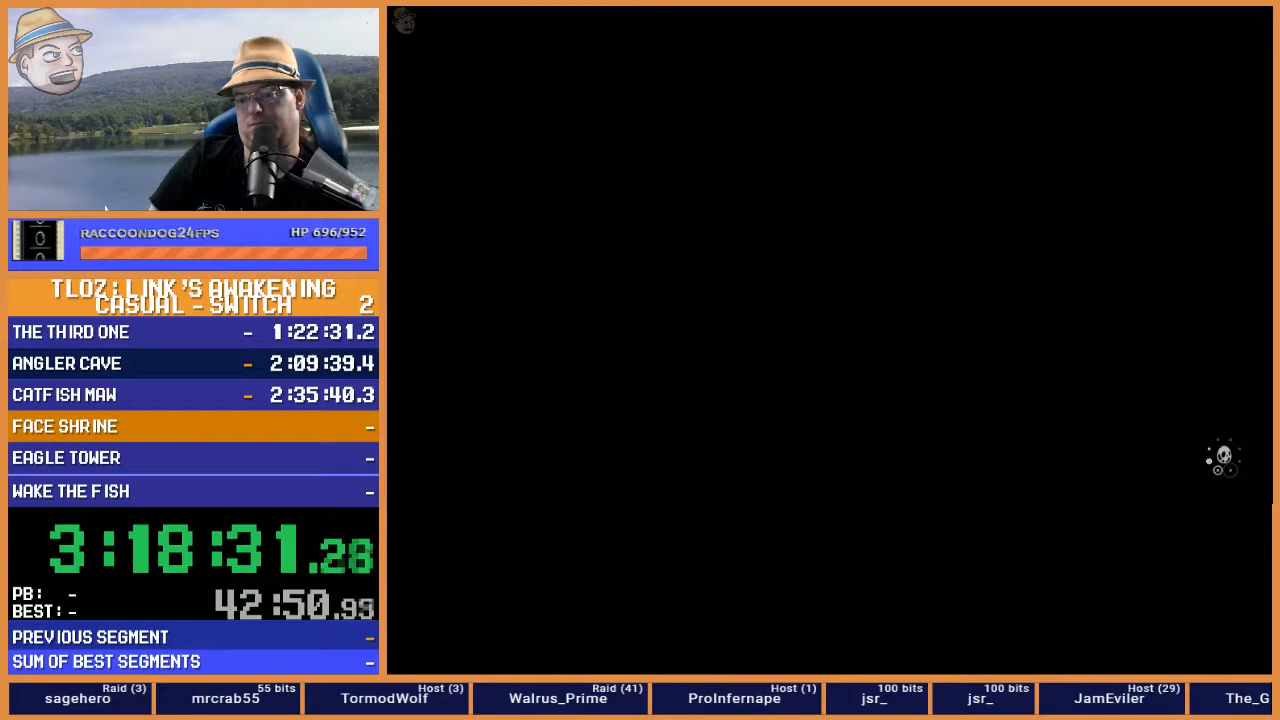 RACCOONDOG24FPS HP 696/952
TLOZ: LINK'S AWAKENING
CASUAL - SWITCH 2
THE THIRD ONE - 1:22:31.2
ANGLER CAVE - 2:09:39.4
CATFISH MAW - 2:35:40.3
FACE SHRINE -
EAGLE TOWER -
WAKE THE FISH -
3:18:31.28
PB: -
BEST: -
42:50.99
PREVIOUS SEGMENT -
SUM OF BEST SEGMENTS -
Raid (3) 55 bits Host (3) Raid (41) Host (1) 100 bits 100 bits Host (29)
sagehero mrcrab55 TormodWolf Walrus_Prime ProInfernape jsr_ jsr_ JamEviler The_G